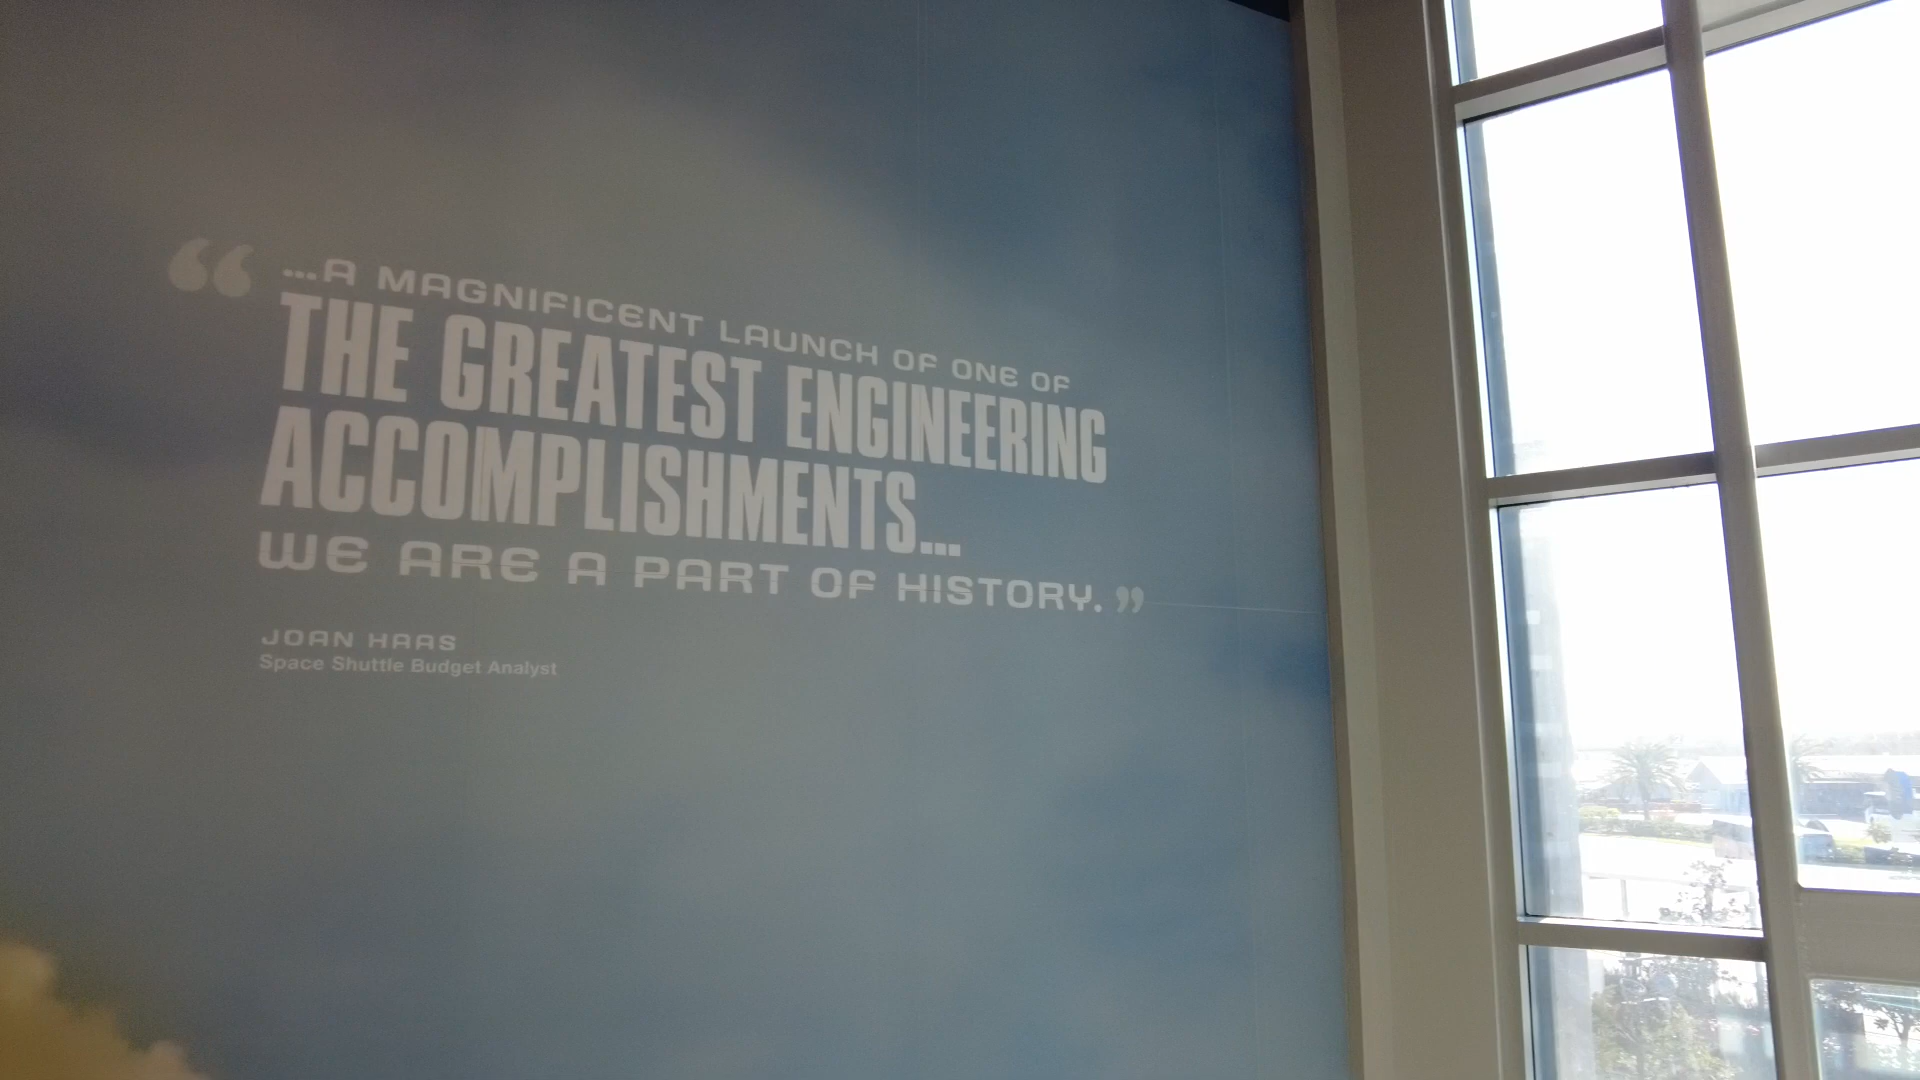 “ ...A MAGNIFICENT LAUNCH OF ONE OF
THE GREATEST ENGINEERING
ACCOMPLISHMENTS...
WE ARE A PART OF HISTORY. ”
JOAN HAAS
Space Shuttle Budget Analyst